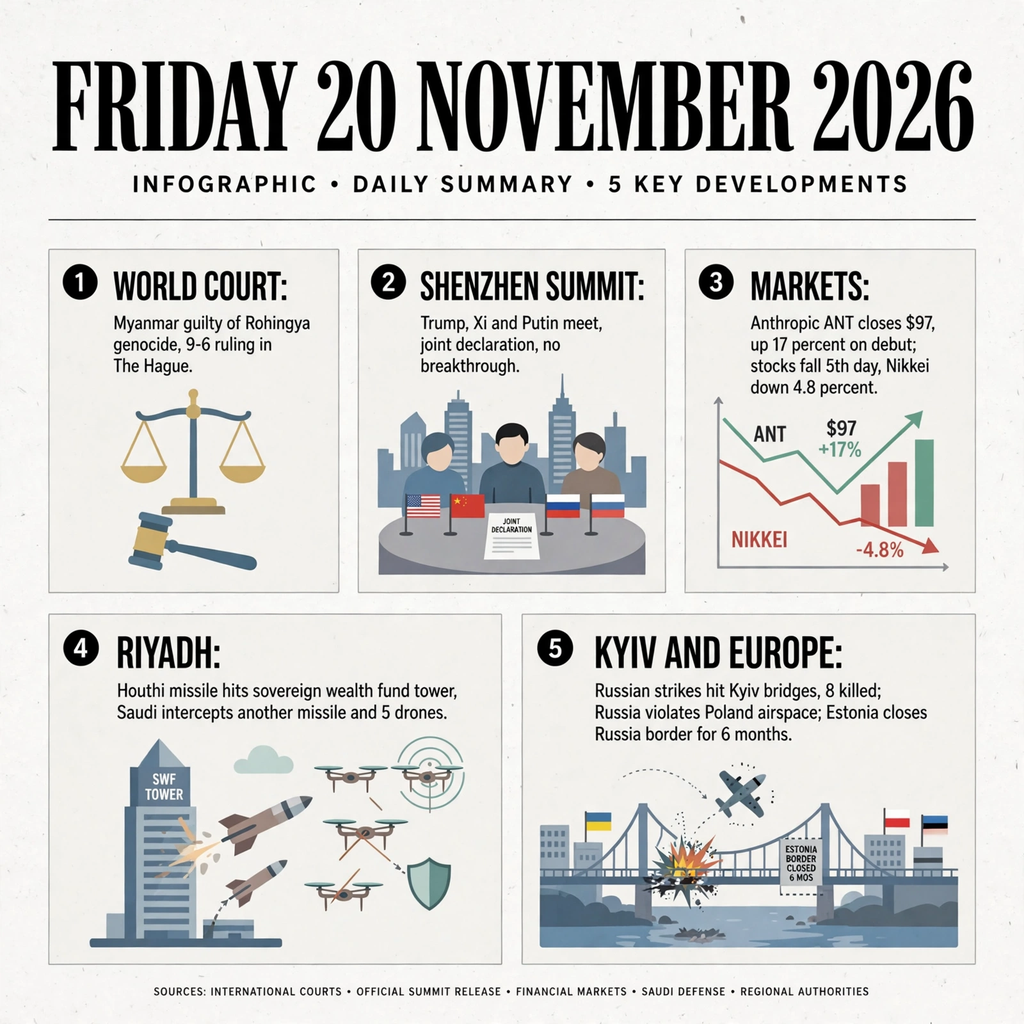 FRIDAY 20 NOVEMBER 2026
INFOGRAPHIC • DAILY SUMMARY • 5 KEY DEVELOPMENTS
1 WORLD COURT:
Myanmar guilty of Rohingya
genocide, 9-6 ruling in
The Hague.
2 SHENZHEN SUMMIT:
Trump, Xi and Putin meet,
joint declaration, no
breakthrough.
JOINT
DECLARATION
3 MARKETS:
Anthropic ANT closes $97,
up 17 percent on debut;
stocks fall 5th day, Nikkei
down 4.8 percent.
ANT
$97
+17%
NIKKEI
-4.8%
4 RIYADH:
Houthi missile hits sovereign wealth fund tower,
Saudi intercepts another missile and 5 drones.
SWF
TOWER
5 KYIV AND EUROPE:
Russian strikes hit Kyiv bridges, 8 killed;
Russia violates Poland airspace; Estonia closes
Russia border for 6 months.
ESTONIA
BORDER
CLOSED
6 MOS
SOURCES: INTERNATIONAL COURTS • OFFICIAL SUMMIT RELEASE • FINANCIAL MARKETS • SAUDI DEFENSE • REGIONAL AUTHORITIES